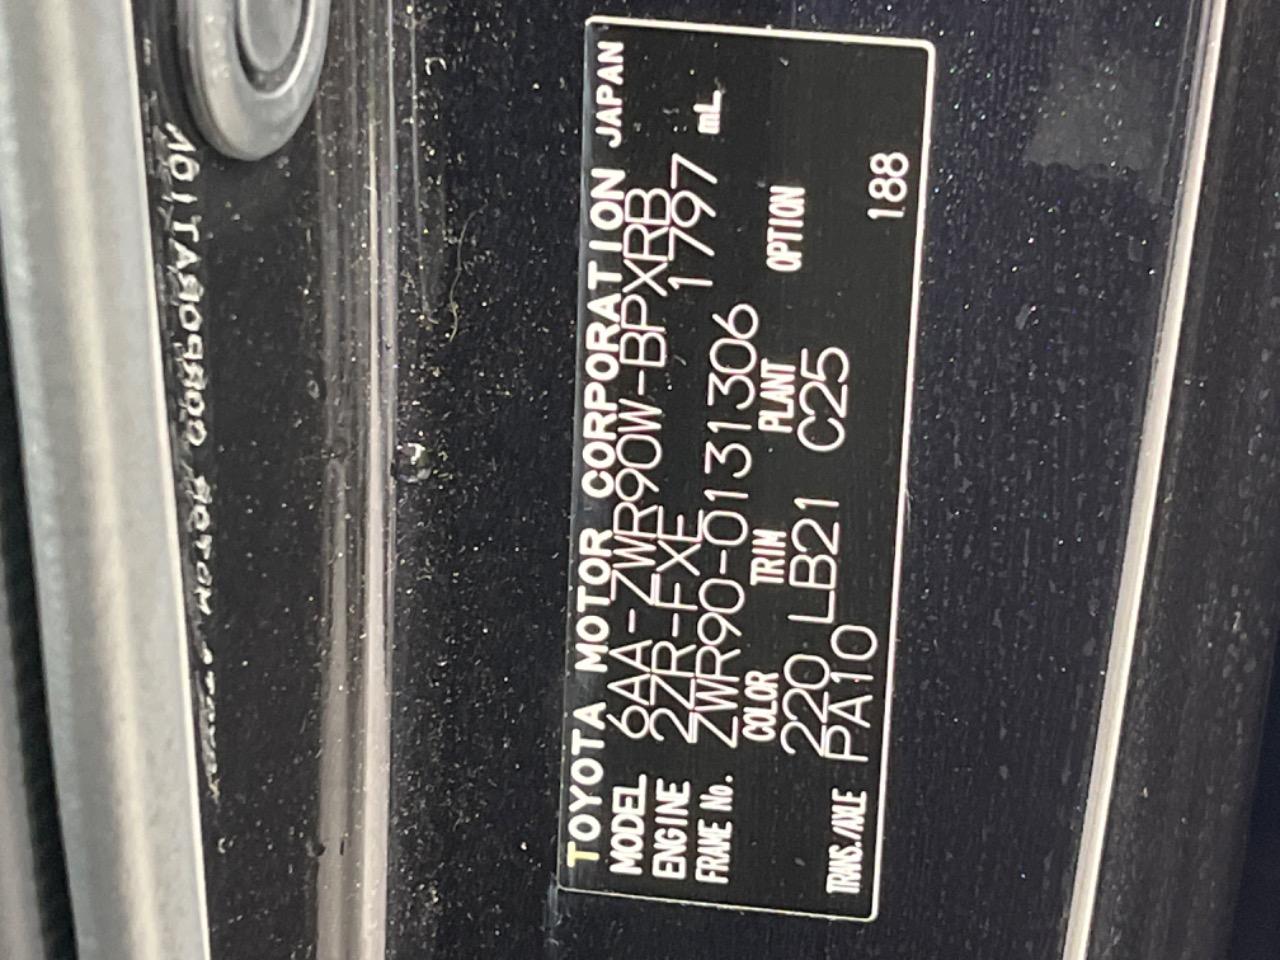 TOYOTA MOTOR CORPORATION JAPAN
MODEL 6AA-ZWR90W-BPXRB
ENGINE 2ZR-FXE 1797 mL
FRAME No. ZWR90-0131306
COLOR TRIM PLANT OPTION
220 LB21 C25
TRANS./AXLE PA10 188